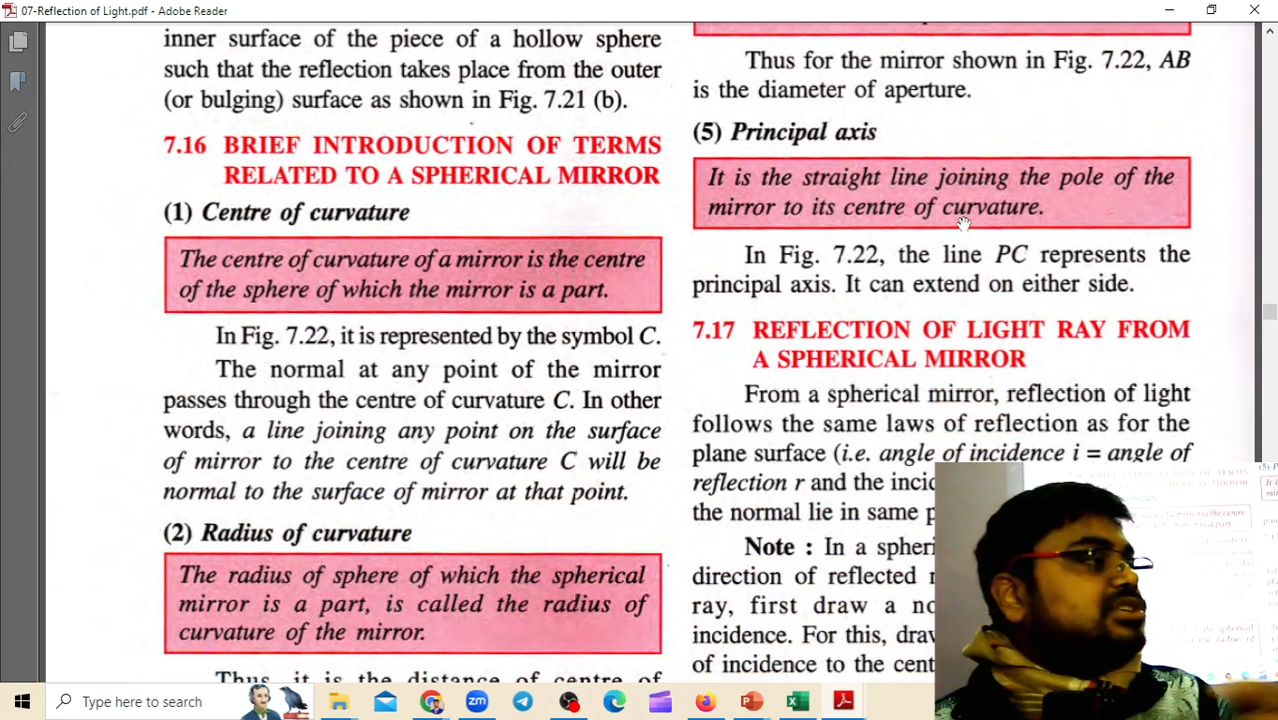 07-Reflection of Light.pdf - Adobe Reader
inner surface of the piece of a hollow sphere
such that the reflection takes place from the outer
(or bulging) surface as shown in Fig. 7.21 (b).
7.16 BRIEF INTRODUCTION OF TERMS
RELATED TO A SPHERICAL MIRROR
(1) Centre of curvature
The centre of curvature of a mirror is the centre
of the sphere of which the mirror is a part.
In Fig. 7.22, it is represented by the symbol C.
The normal at any point of the mirror
passes through the centre of curvature C. In other
words, a line joining any point on the surface
of mirror to the centre of curvature C will be
normal to the surface of mirror at that point.
(2) Radius of curvature
The radius of sphere of which the spherical
mirror is a part, is called the radius of
curvature of the mirror.
Thus, it is the distance of centre of
Thus for the mirror shown in Fig. 7.22, AB
is the diameter of aperture.
(5) Principal axis
It is the straight line joining the pole of the
mirror to its centre of curvature.
In Fig. 7.22, the line PC represents the
principal axis. It can extend on either side.
7.17 REFLECTION OF LIGHT RAY FROM
A SPHERICAL MIRROR
From a spherical mirror, reflection of light
follows the same laws of reflection as for the
plane surface (i.e. angle of incidence i = angle of
reflection r and the incid
the normal lie in same p
Note : In a spheri
direction of reflected r
ray, first draw a no
incidence. For this, drav
of incidence to the cent
Type here to search
zm